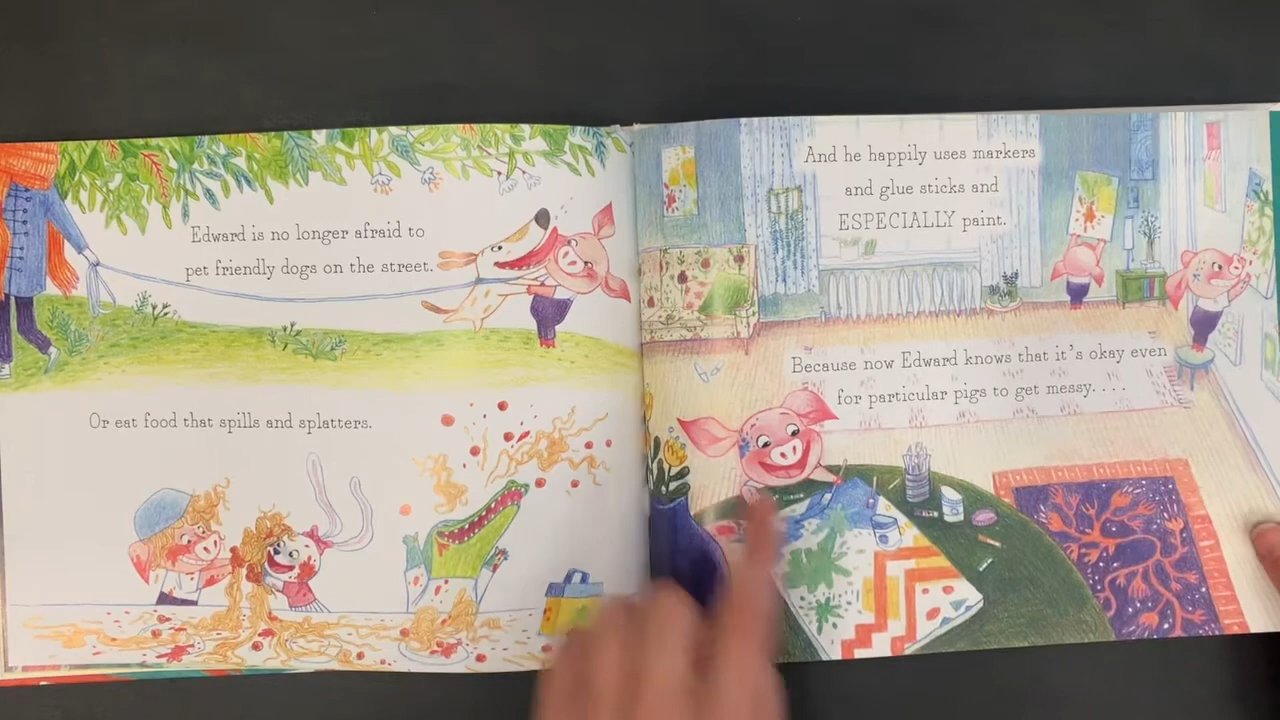 Edward is no longer afraid to
pet friendly dogs on the street.
Or eat food that spills and splatters.
And he happily uses markers
and glue sticks and
ESPECIALLY paint.
Because now Edward knows that it's okay even
for particular pigs to get messy. . . .